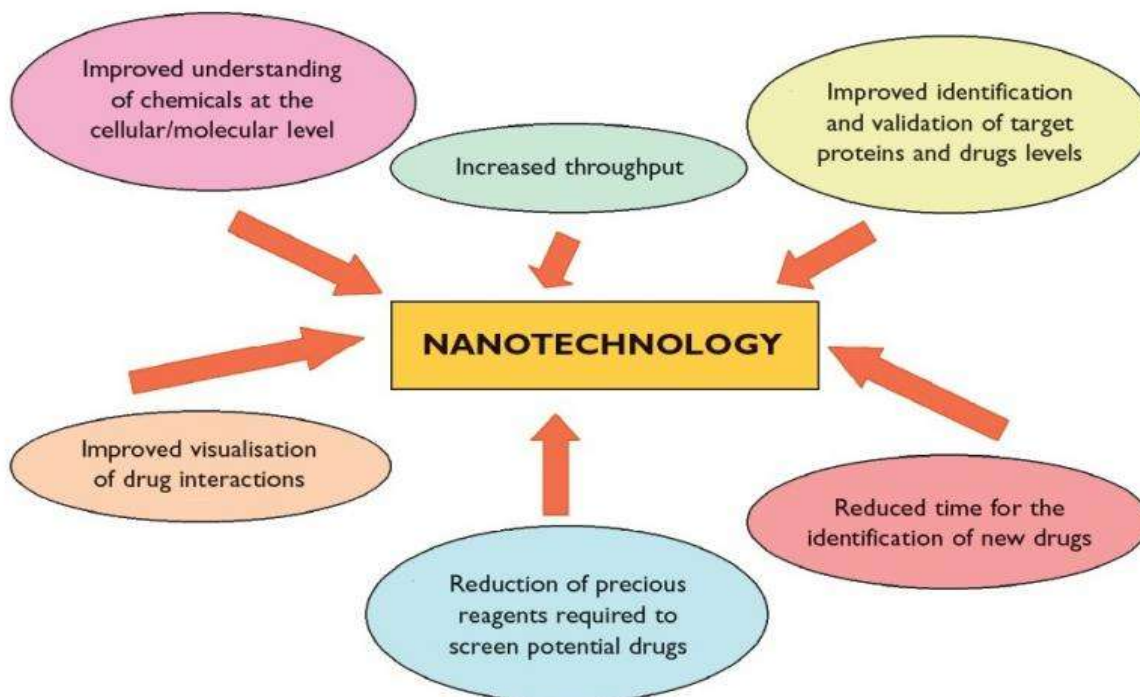 Improved understanding
of chemicals at the
cellular/molecular level
Increased throughput
Improved identification
and validation of target
proteins and drugs levels
NANOTECHNOLOGY
Improved visualisation
of drug interactions
Reduction of precious
reagents required to
screen potential drugs
Reduced time for the
identification of new drugs